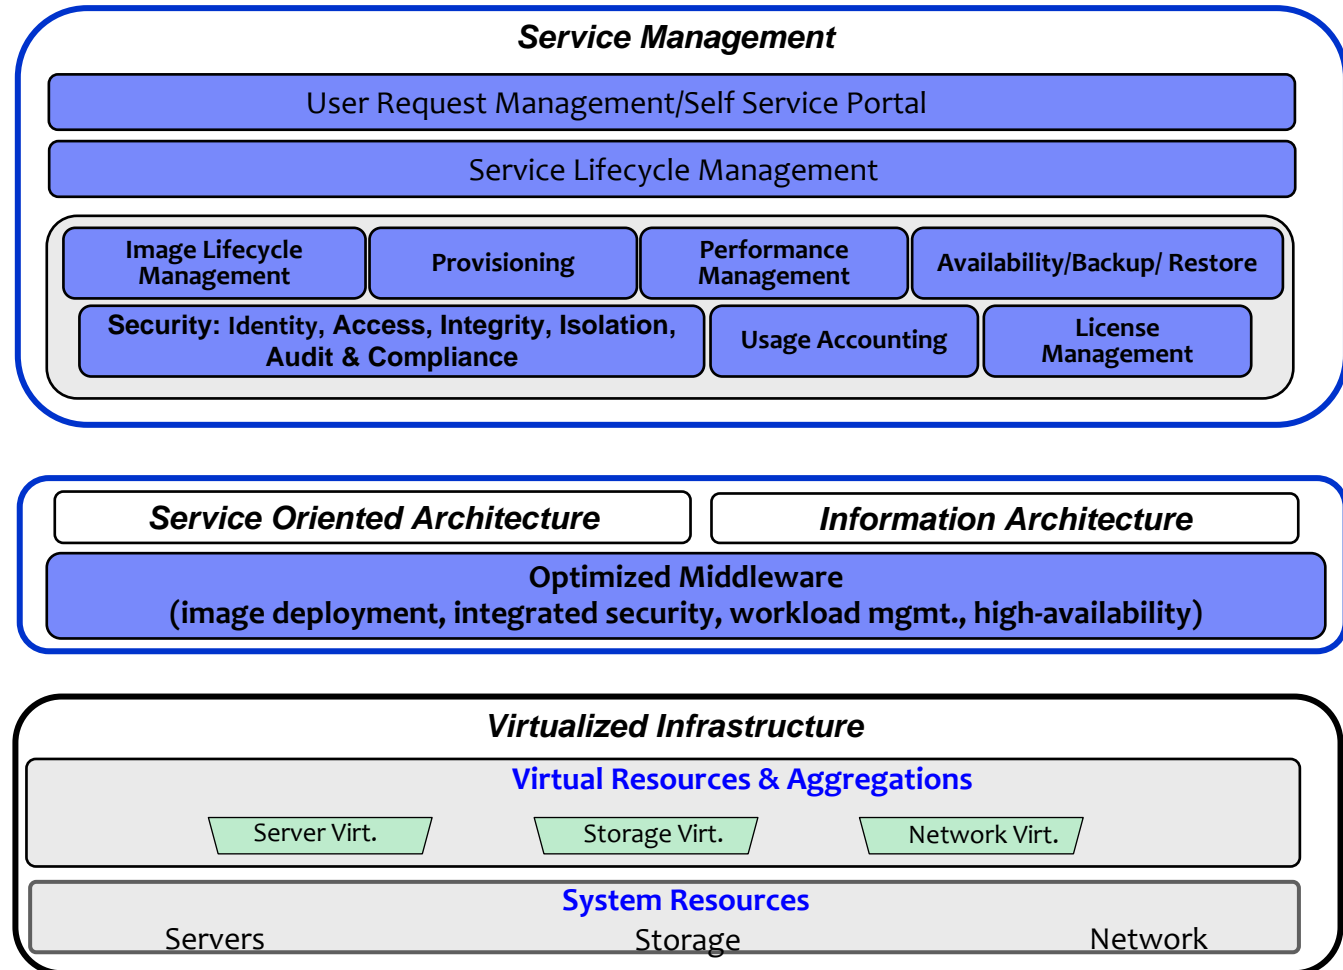 Service Management
User Request Management/Self Service Portal
Service Lifecycle Management
Image Lifecycle
Management
Provisioning
Performance
Management
Availability/Backup/ Restore
Security: Identity, Access, Integrity, Isolation,
Audit & Compliance
Usage Accounting
License
Management
Service Oriented Architecture
Information Architecture
Optimized Middleware
(image deployment, integrated security, workload mgmt., high-availability)
Virtualized Infrastructure
Virtual Resources & Aggregations
Server Virt.
Storage Virt.
Network Virt.
System Resources
Servers
Storage
Network